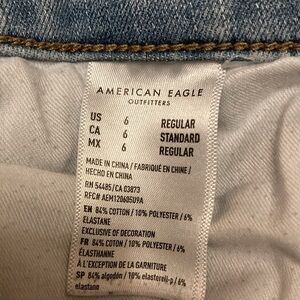 AMERICAN EAGLE
OUTFITTERS
US 6 REGULAR
CA 6 STANDARD
MX 6 REGULAR
MADE IN CHINA / FABRIQUÉ EN CHINE /
HECHO EN CHINA
RN 54485/CA 03873
RFC# AEM120605U9A
EN 84% COTTON / 10% POLYESTER / 6%
ELASTANE
EXCLUSIVE OF DECORATION
FR 84% COTON / 10% POLYESTER / 6%
ÉLASTHANNE
À L'EXCEPTION DE LA GARNITURE
SP 84% algodón / 10% elasterell-p / 6%
elastane